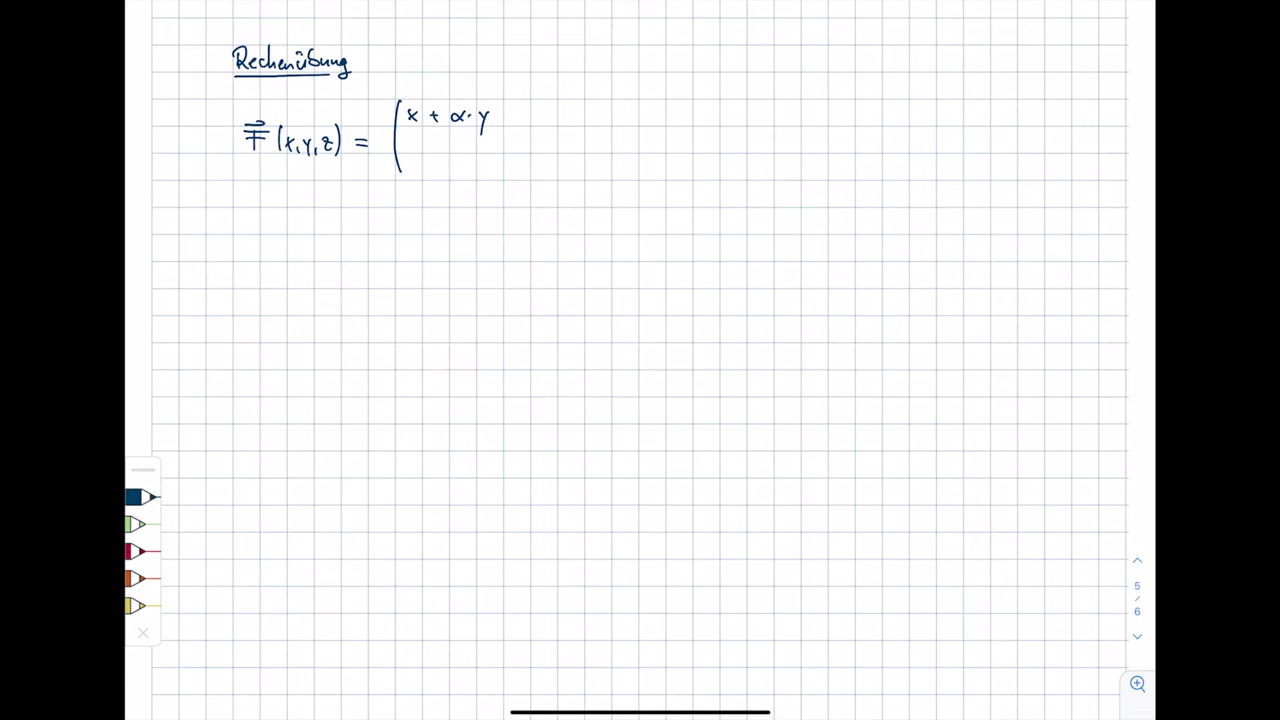 Rechenübung
F⃗ (x,y,z) = ( x + α · y
5
/
6